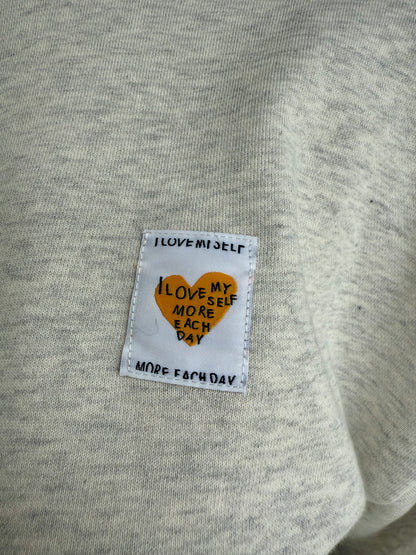 I LOVE MYSELF
I LOVE MY
SELF
MORE
EACH
DAY
MORE EACH DAY